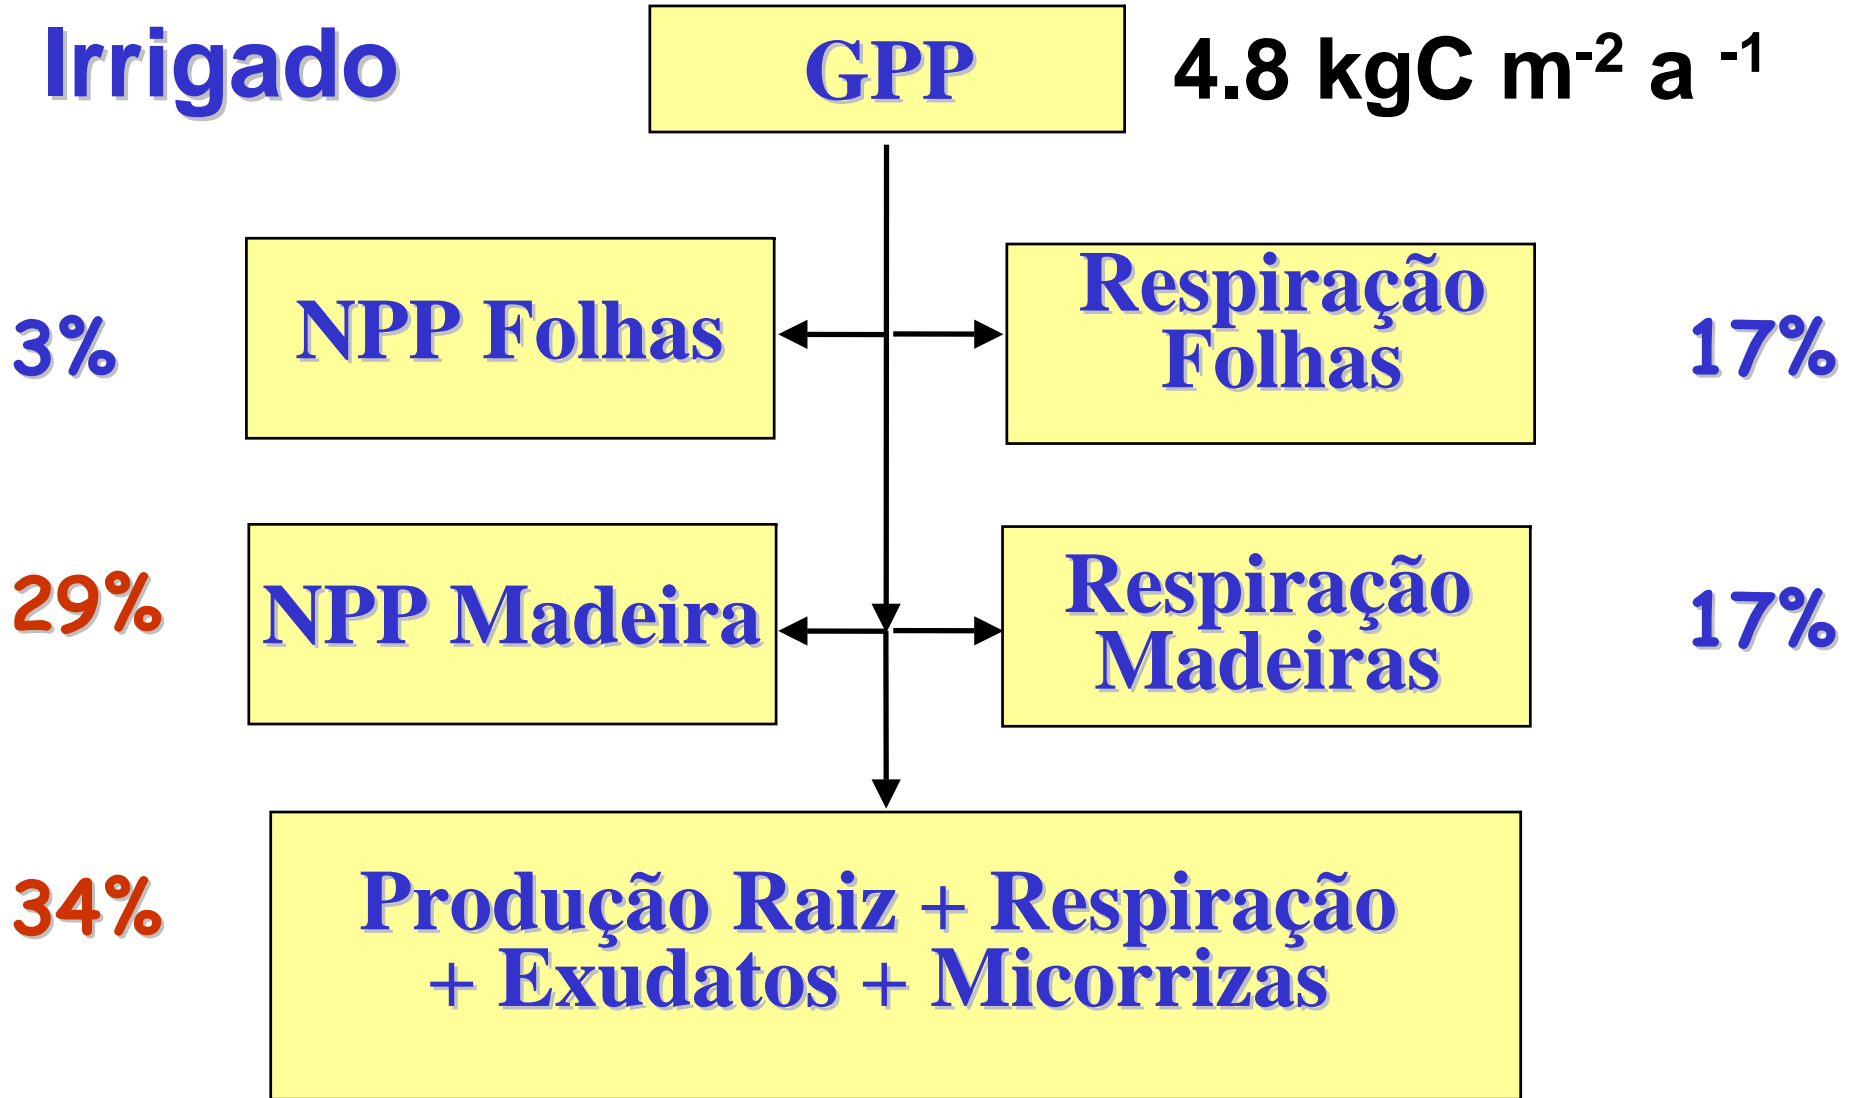 Irrigado
GPP
4.8 kgC m-2 a -1
3%
NPP Folhas
Respiração
Folhas
17%
29%
NPP Madeira
Respiração
Madeiras
17%
34%
Produção Raiz + Respiração
+ Exudatos + Micorrizas